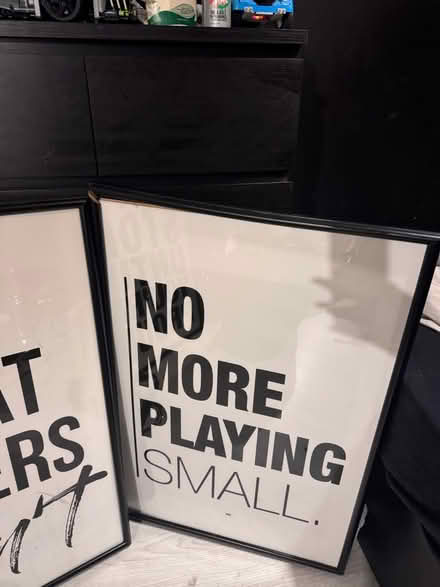 AT
ERS
n't
NO
MORE
PLAYING
SMALL.